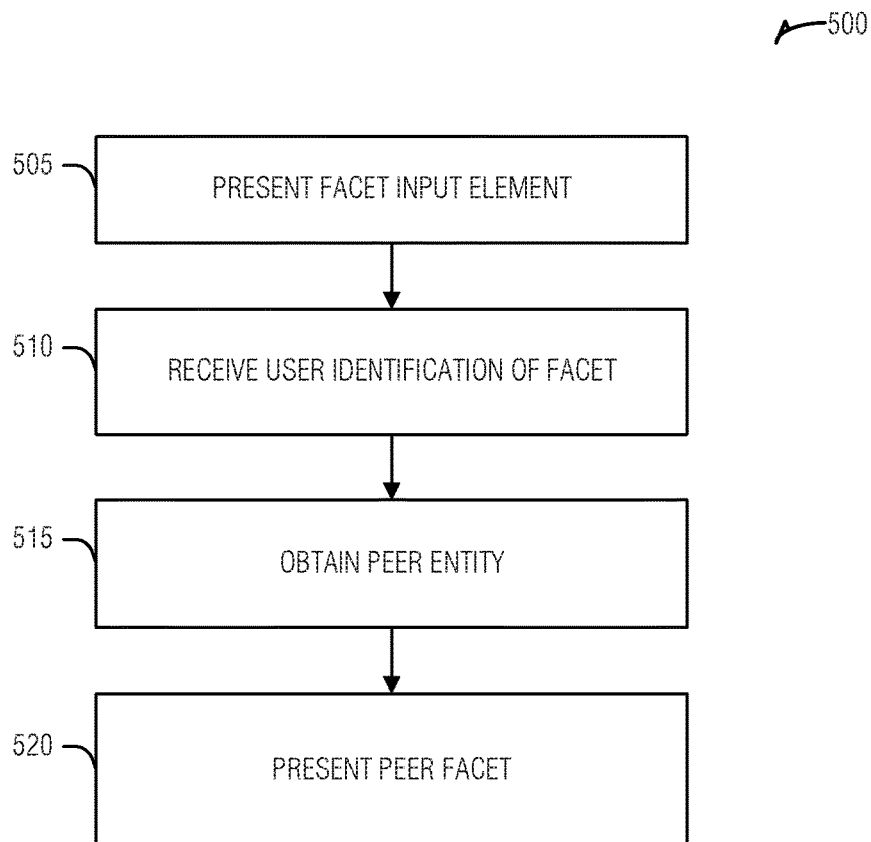 500
505
PRESENT FACET INPUT ELEMENT
510
RECEIVE USER IDENTIFICATION OF FACET
515
OBTAIN PEER ENTITY
520
PRESENT PEER FACET